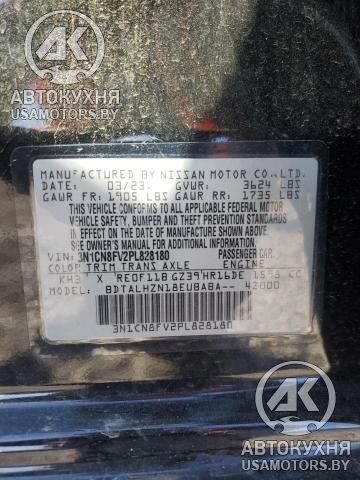 АК
АВТОКУХНЯ
USAMOTORS.BY
MANUFACTURED BY NISSAN MOTOR CO.,LTD.
DATE: 03/23 GVWR: 3624 LBS
GAWR FR: 1905 LBS GAWR RR: 1735 LBS
THIS VEHICLE CONFORMS TO ALL APPLICABLE FEDERAL MOTOR
VEHICLE SAFETY, BUMPER AND THEFT PREVENTION STANDARDS
IN EFFECT ON THE DATE OF MANUFACTURE SHOWN ABOVE.
SEE OWNER'S MANUAL FOR ADDITIONAL INFORMATION.
VIN: 3N1CN8FV2PL828180 PASSENGER CAR
COLOR TRIM TRANS AXLE ENGINE
KH3 X RE0F11B GZ39 HR16DE 1598 CC
MODEL: BDTALHZN18EUBABA-- 42000
3N1CN8FV2PL828180
АК
АВТОКУХНЯ
USAMOTORS.BY